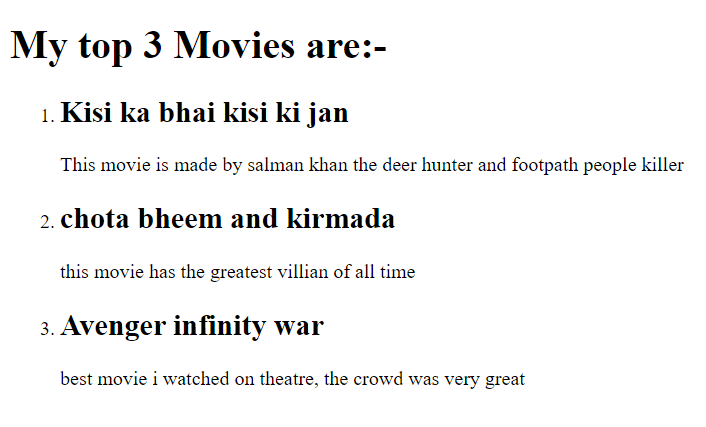 My top 3 Movies are:-
1. Kisi ka bhai kisi ki jan
This movie is made by salman khan the deer hunter and footpath people killer
2. chota bheem and kirmada
this movie has the greatest villian of all time
3. Avenger infinity war
best movie i watched on theatre, the crowd was very great